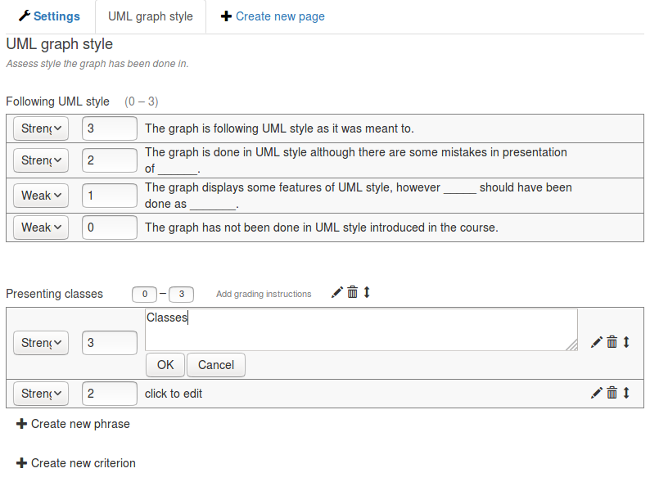 Settings UML graph style Create new page
UML graph style
Assess style the graph has been done in.
Following UML style (0 – 3)
Streng 3 The graph is following UML style as it was meant to.
Streng 2 The graph is done in UML style although there are some mistakes in presentation
of ______.
Weak 1 The graph displays some features of UML style, however _____ should have been
done as _______.
Weak 0 The graph has not been done in UML style introduced in the course.
Presenting classes 0 – 3 Add grading instructions
Classes
Streng 3
OK Cancel
Streng 2 click to edit
Create new phrase
Create new criterion